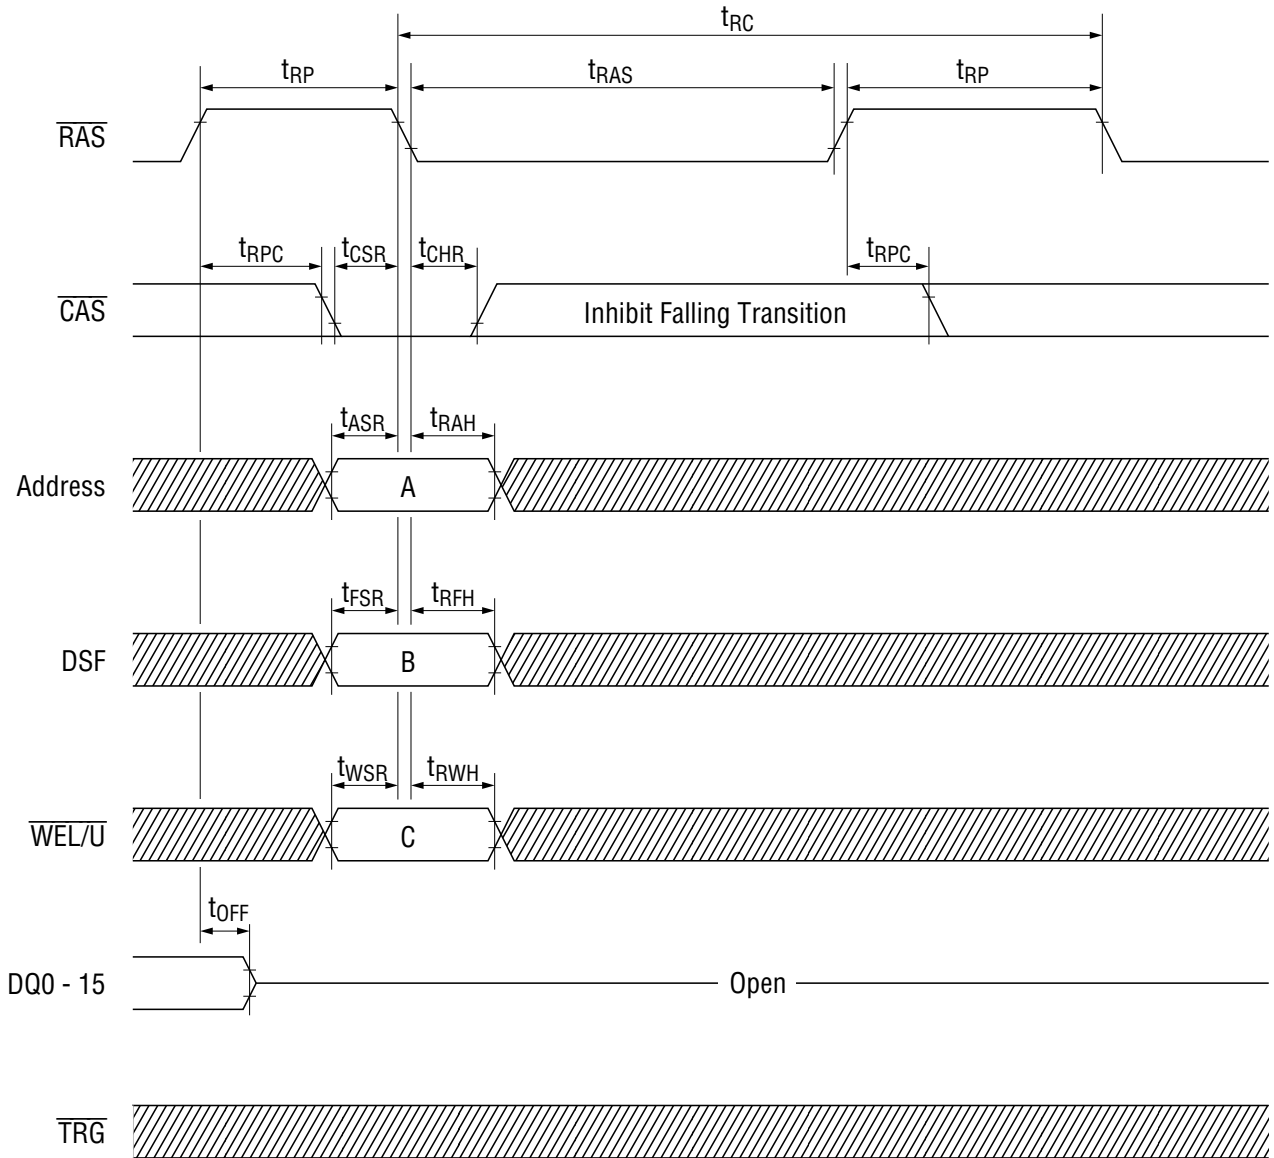 tRC
tRP tRAS tRP
RAS
tRPC tCSR tCHR tRPC
CAS Inhibit Falling Transition
tASR tRAH
Address A
tFSR tRFH
DSF B
tWSR tRWH
WEL/U C
tOFF
DQ0 - 15 Open
TRG